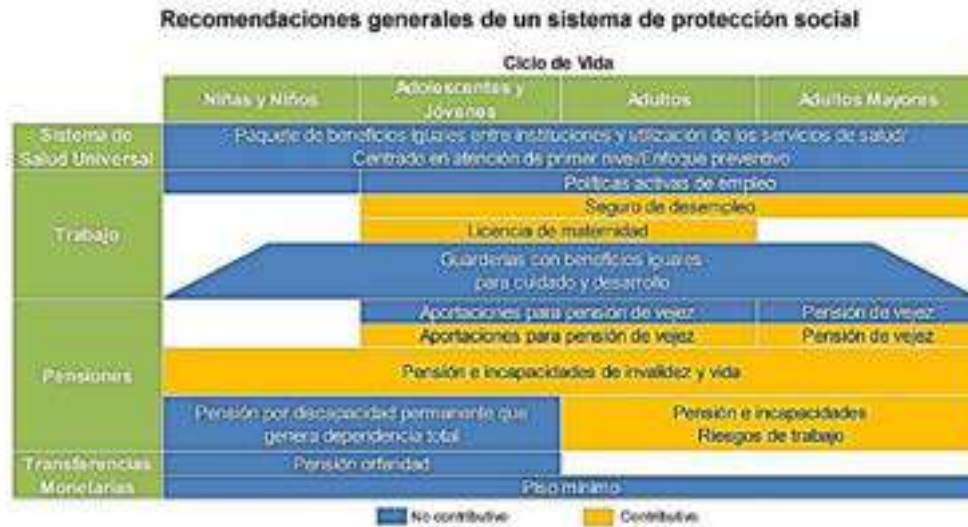 Recomendaciones generales de un sistema de protección social
Ciclo de Vida
Niñas y Niños
Adolescentes y
Jóvenes
Adultos
Adultos Mayores
Sistema de
Salud Universal
Páquete de beneficios iguales entre instituciones y utilización de los servicios de salud/
Centrado en atención de primer nivel/Enfoque preventivo
Trabajo
Políticas activas de empleo
Seguro de desempleo
Licencia de maternidad
Guarderías con beneficios iguales
para cuidado y desarrollo
Pensiones
Aportaciones para pensión de vejez
Pensión de vejez
Aportaciones para pensión de vejez
Pensión de vejez
Pensión e incapacidades de invalidez y vida
Pensión por discapacidad permanente que
genera dependencia total
Pensión e incapacidades
Riesgos de trabajo
Transferencias
Monetarias
Pensión orfandad
Piso mínimo
No contributivo
Contributivo